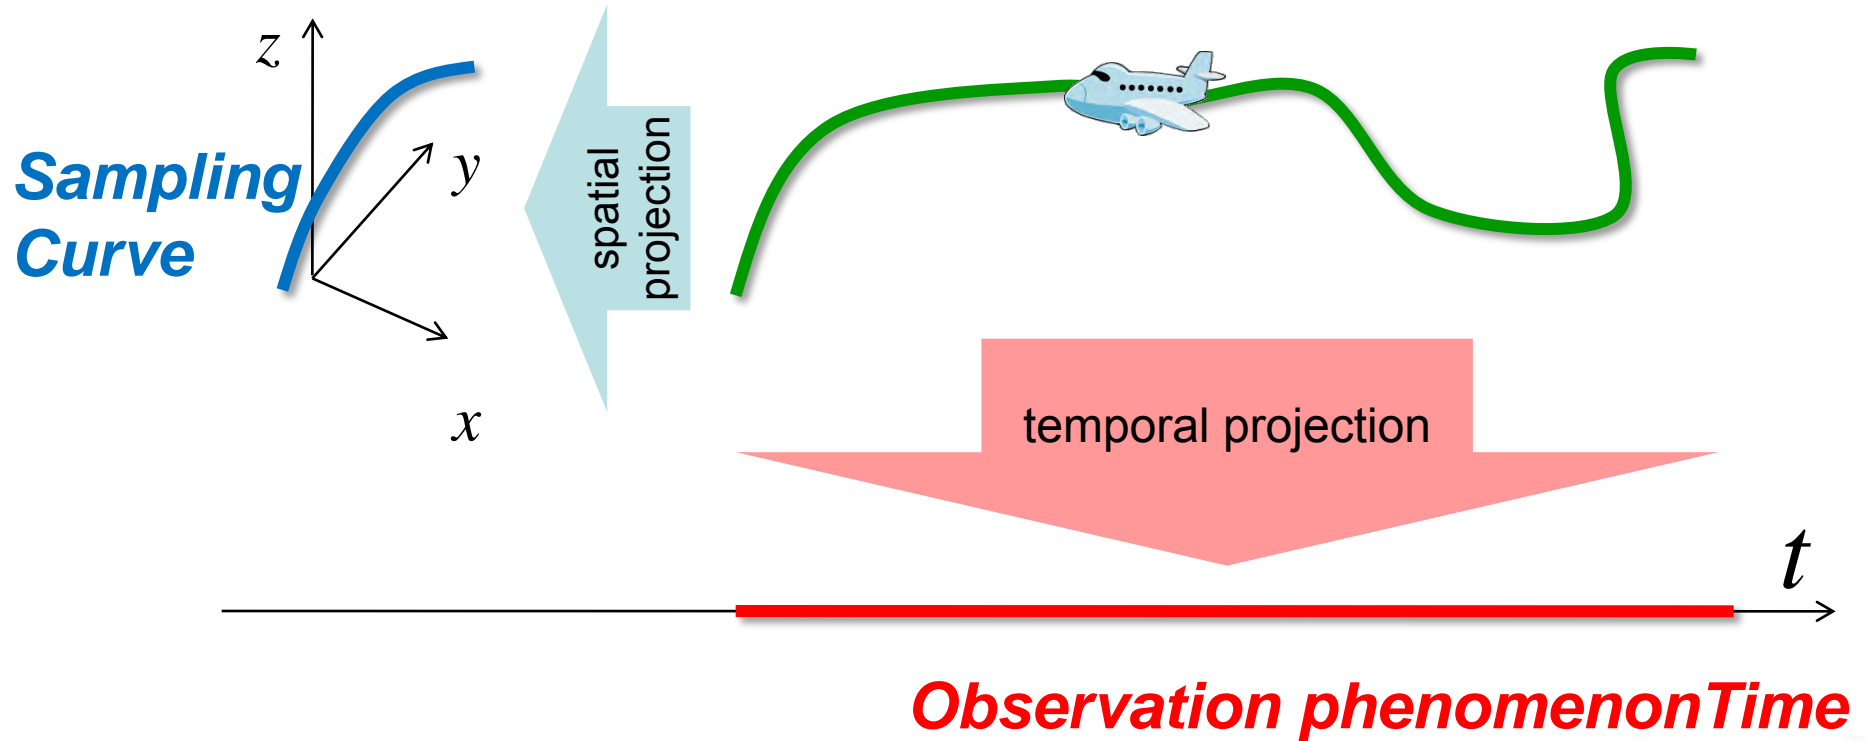 z
y
x
Sampling
Curve
spatial
projection
temporal projection
t
Observation phenomenonTime